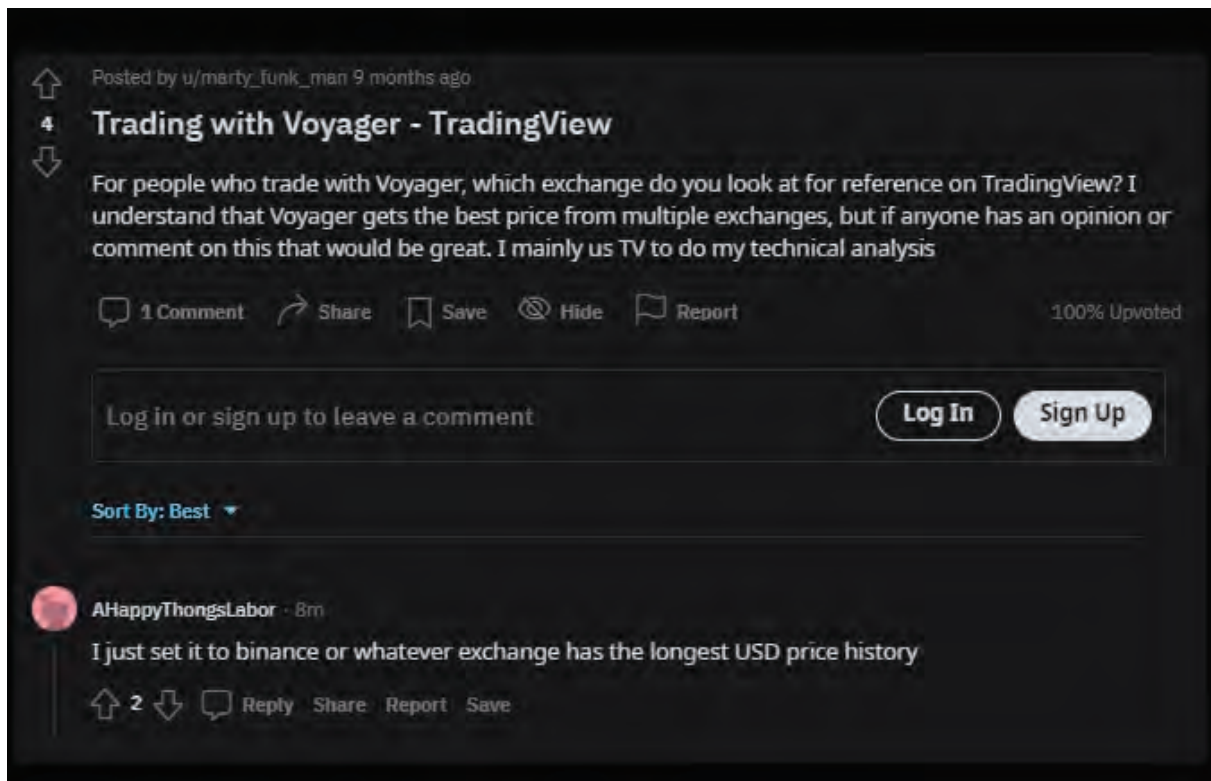 Posted by u/marty_funk_man 9 months ago
4
Trading with Voyager - TradingView
For people who trade with Voyager, which exchange do you look at for reference on TradingView? I
understand that Voyager gets the best price from multiple exchanges, but if anyone has an opinion or
comment on this that would be great. I mainly us TV to do my technical analysis
1 Comment Share Save Hide Report 100% Upvoted
Log in or sign up to leave a comment Log In Sign Up
Sort By: Best
AHappyThongsLabor · 8m
I just set it to binance or whatever exchange has the longest USD price history
2 Reply Share Report Save